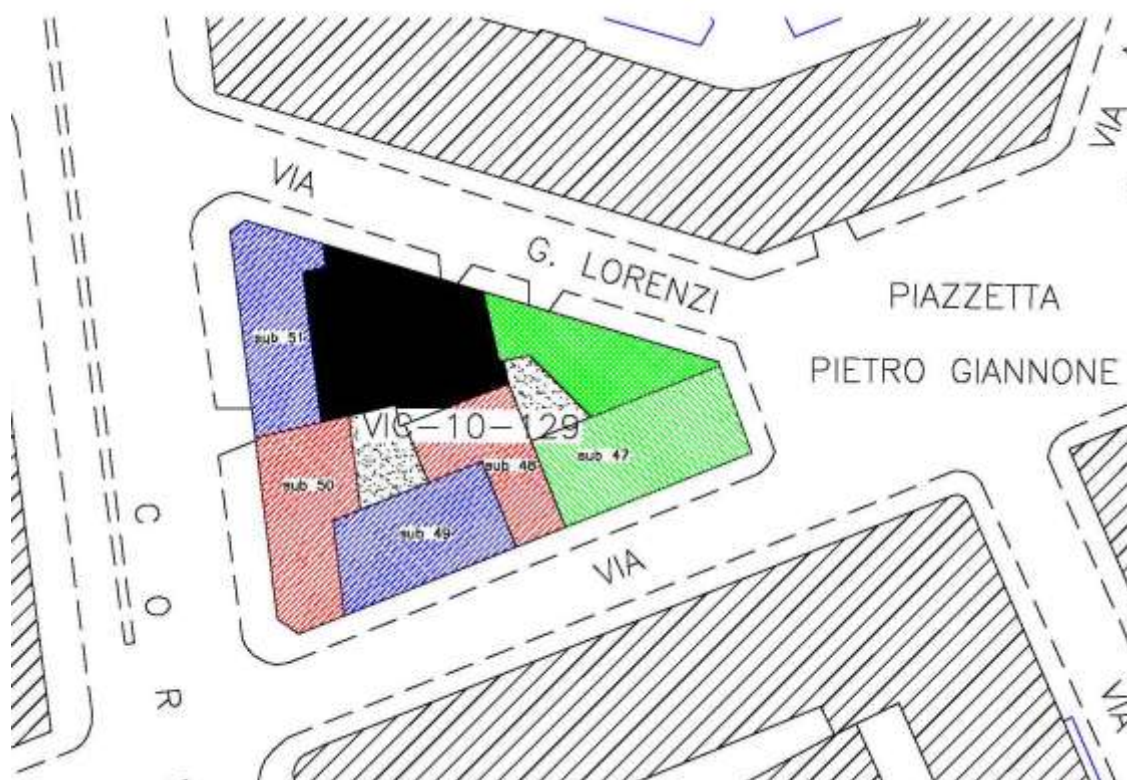 VIA
G. LORENZI
VIA
PIAZZETTA
PIETRO GIANNONE
sub 51
VIC-10-129
sub 47
sub 48
sub 50
sub 49
VIA
C O R
VIA